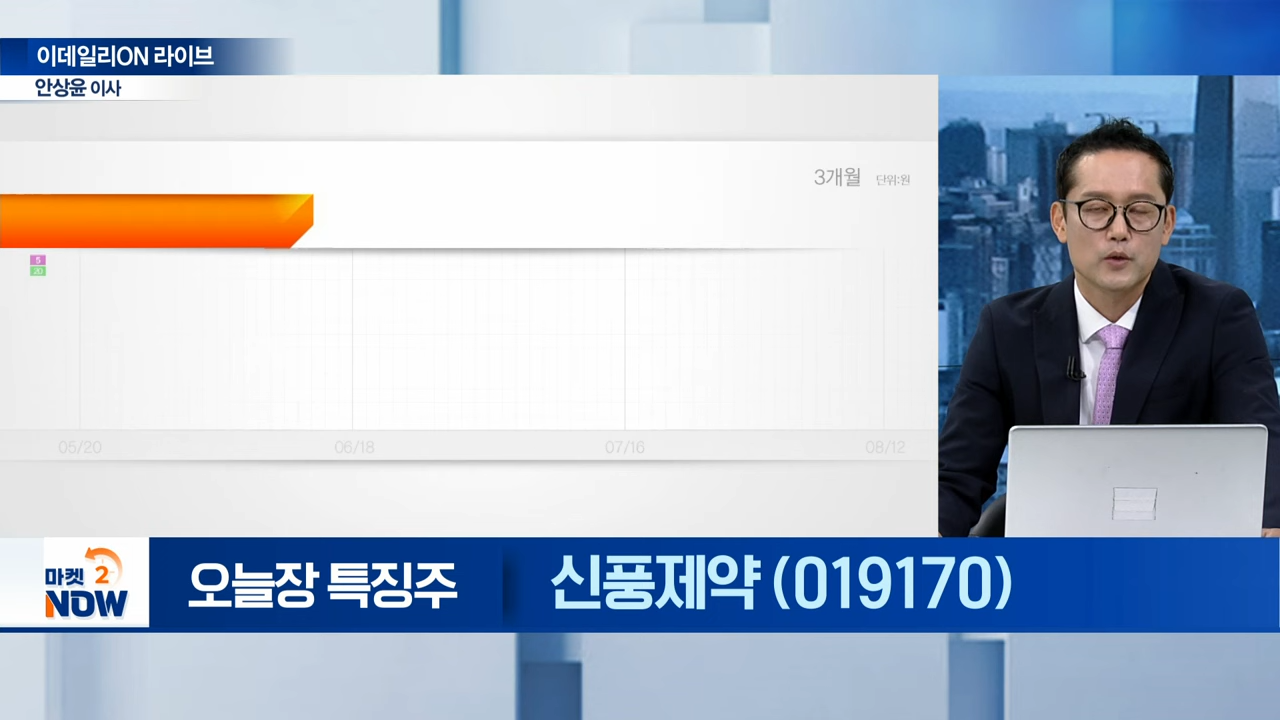 이데일리ON 라이브
안상윤 이사
3개월 단위:원
5
20
05/20 06/18 07/16 08/12
마켓 2
NOW
오늘장 특징주 신풍제약 (019170)